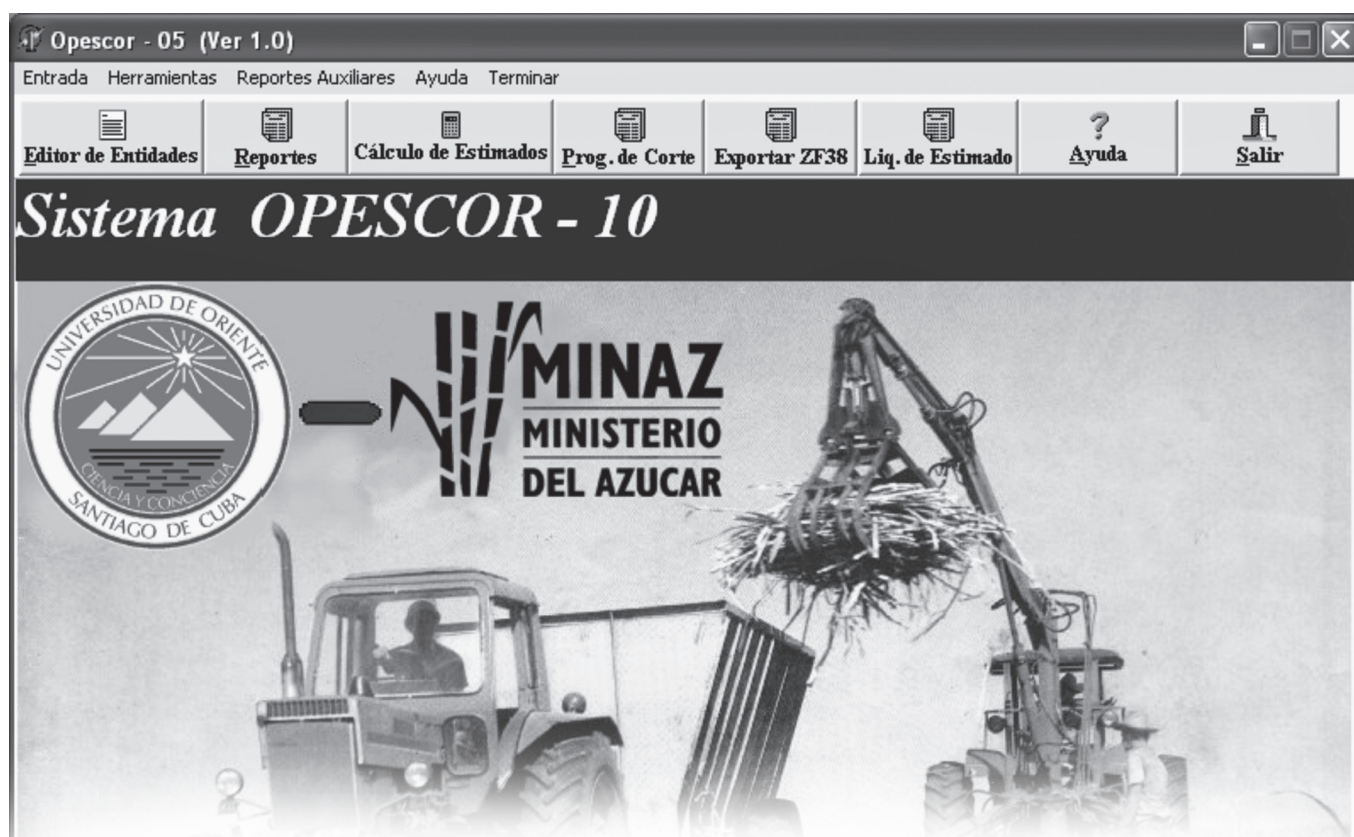 Opescor - 05 (Ver 1.0)
Entrada Herramientas Reportes Auxiliares Ayuda Terminar
Editor de Entidades Reportes Cálculo de Estimados Prog. de Corte Exportar ZF38 Liq. de Estimado Ayuda Salir
Sistema OPESCOR - 10
UNIVERSIDAD DE ORIENTE
CIENCIA Y CONCIENCIA
SANTIAGO DE CUBA
MINAZ
MINISTERIO
DEL AZUCAR